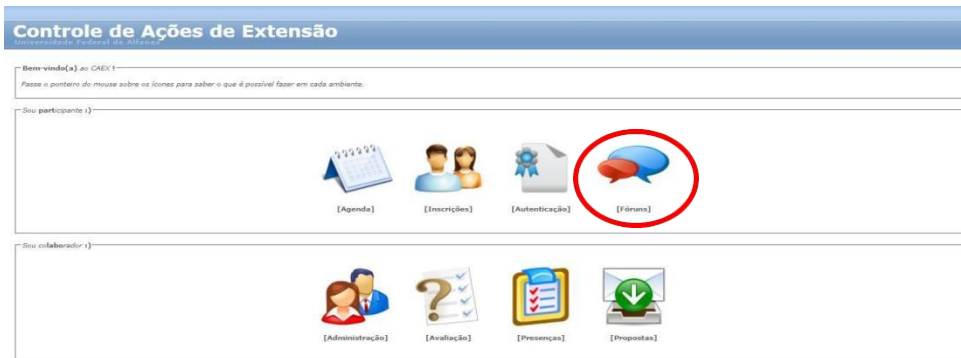 Controle de Ações de Extensão
Universidade Federal de Alfenas
Bem-vindo(a) ao CAEX !
Passe o ponteiro do mouse sobre os ícones para saber o que é possível fazer em cada ambiente.
Sou participante :)
[Agenda] [Inscrições] [Autenticação] [Fóruns]
Sou colaborador :)
[Administração] [Avaliação] [Presenças] [Propostas]